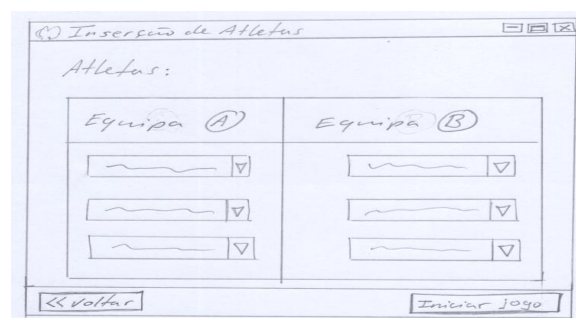 Inserção de Atletas
Atletas:
Equipa A
Equipa B
<< Voltar
Iniciar jogo